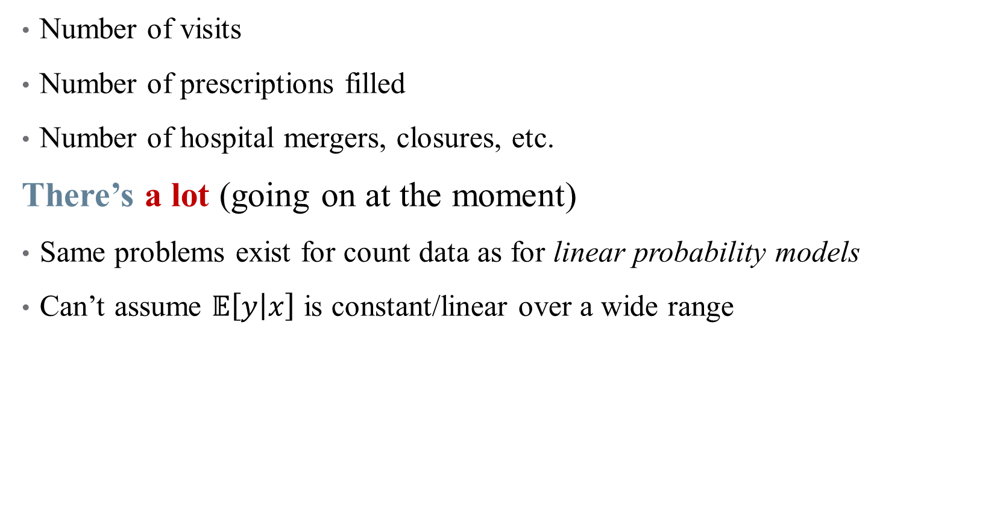 • Number of visits
• Number of prescriptions filled
• Number of hospital mergers, closures, etc.
There’s a lot (going on at the moment)
• Same problems exist for count data as for linear probability models
• Can’t assume 𝔼[y|x] is constant/linear over a wide range